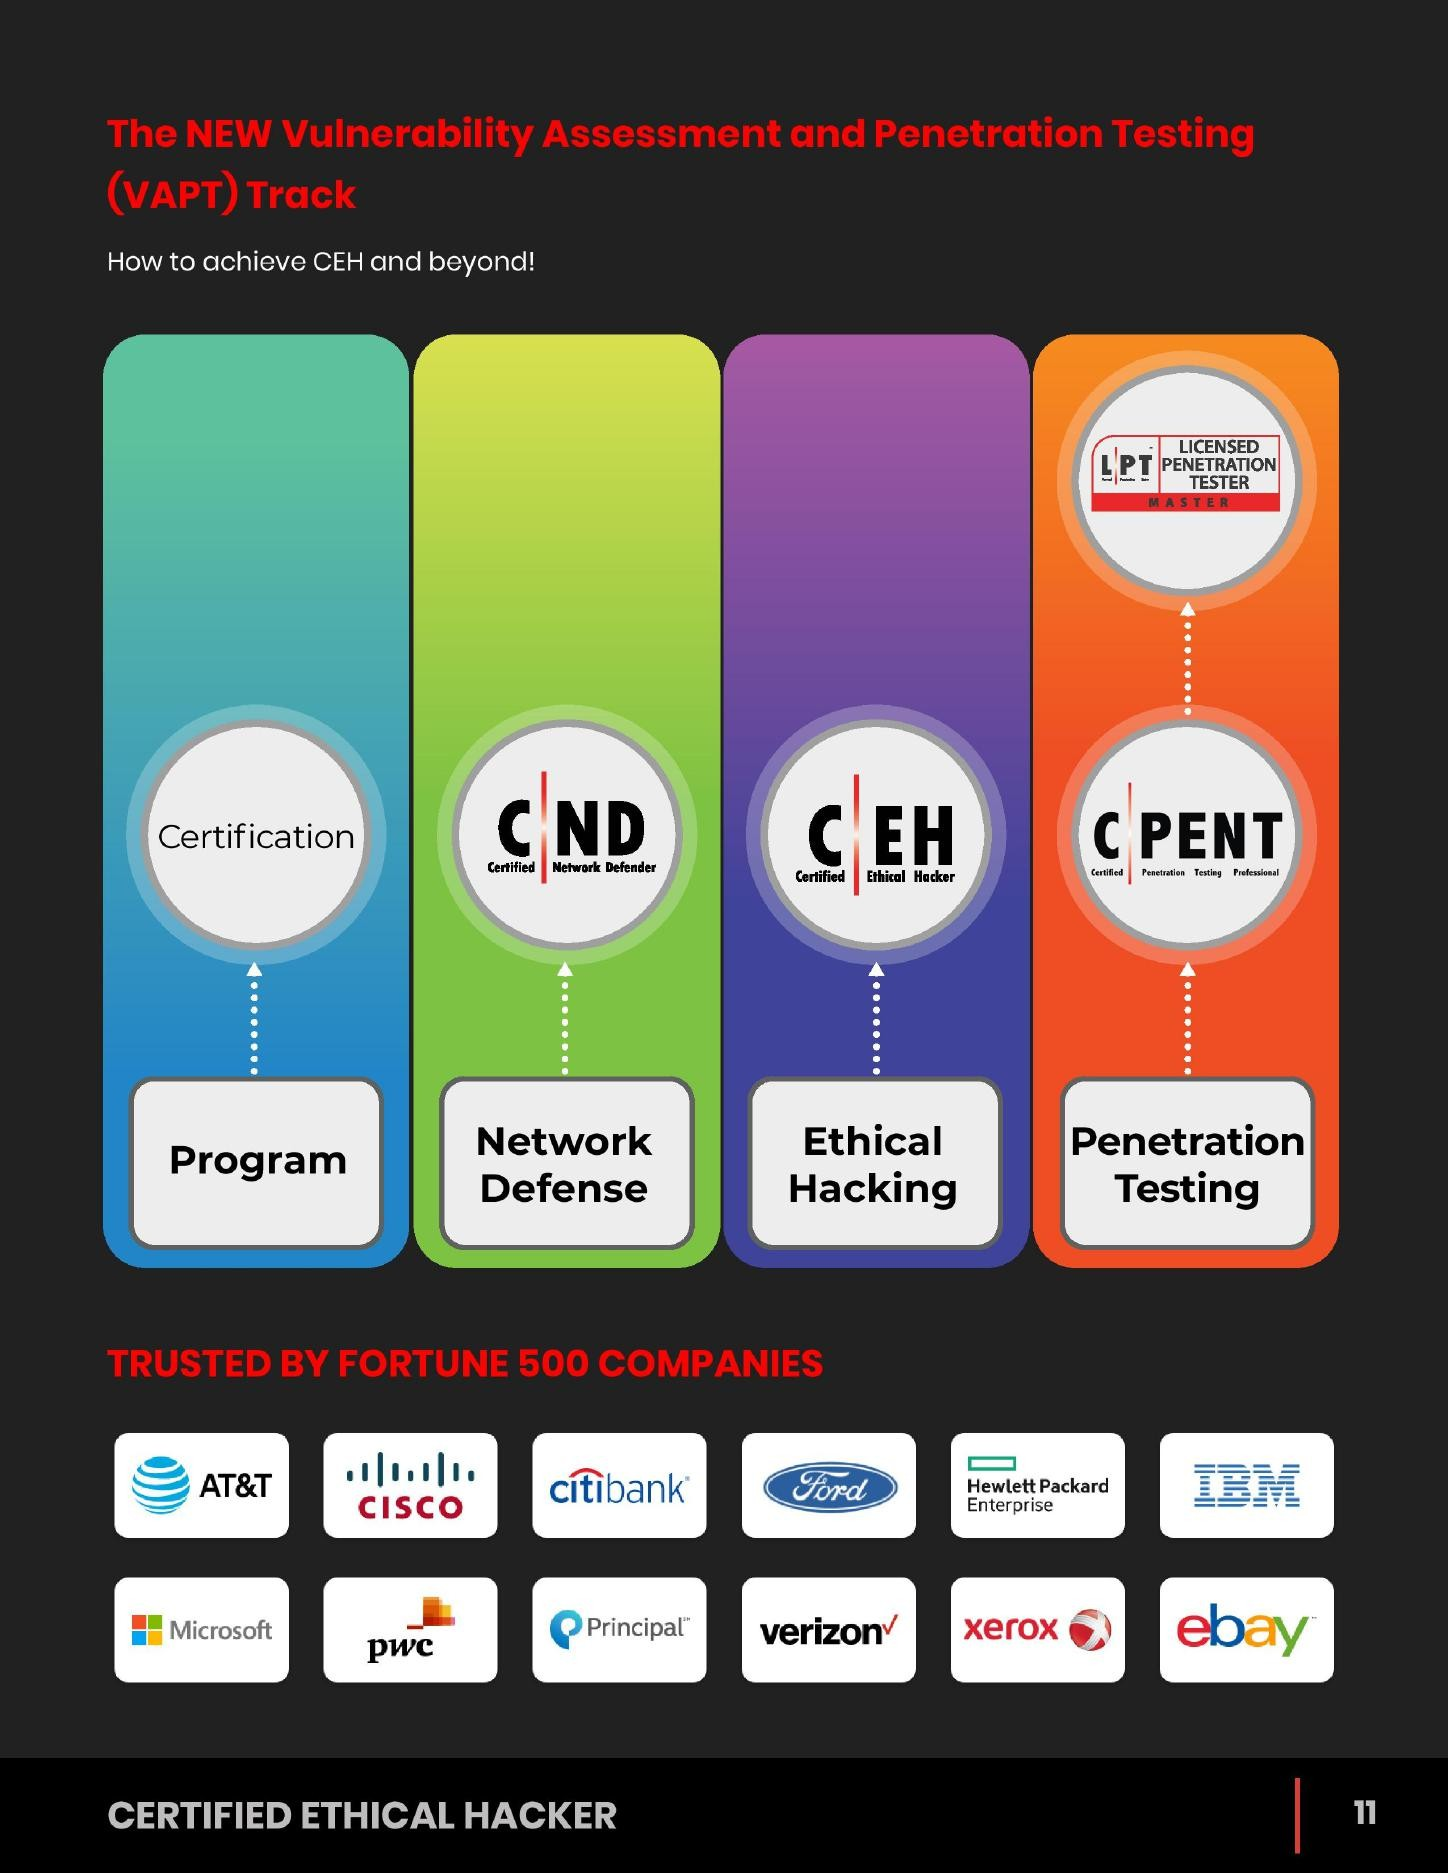 The NEW Vulnerability Assessment and Penetration Testing
(VAPT) Track
How to achieve CEH and beyond!
LPT
LICENSED
PENETRATION
TESTER
MASTER
Certification
C|ND
Certified Network Defender
C|EH
Certified Ethical Hacker
C|PENT
Certified Penetration Testing Professional
Program
Network
Defense
Ethical
Hacking
Penetration
Testing
TRUSTED BY FORTUNE 500 COMPANIES
AT&T
CISCO
citibank
Ford
Hewlett Packard
Enterprise
IBM
Microsoft
pwc
Principal
verizon
xerox
ebay
CERTIFIED ETHICAL HACKER
11